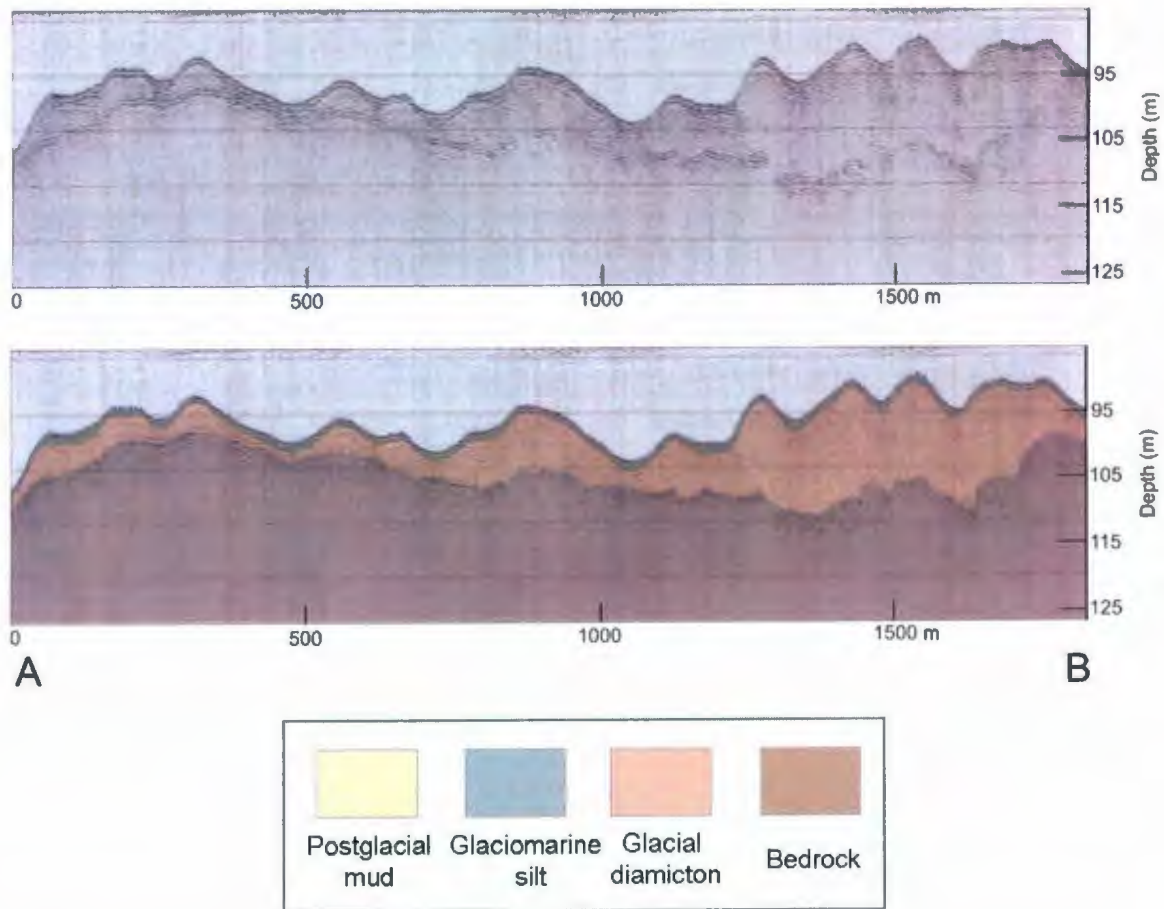 95
105
115
125
Depth (m)
0
500
1000
1500 m
95
105
115
125
Depth (m)
0
500
1000
1500 m
A
B
Postglacial
mud
Glaciomarine
silt
Glacial
diamicton
Bedrock